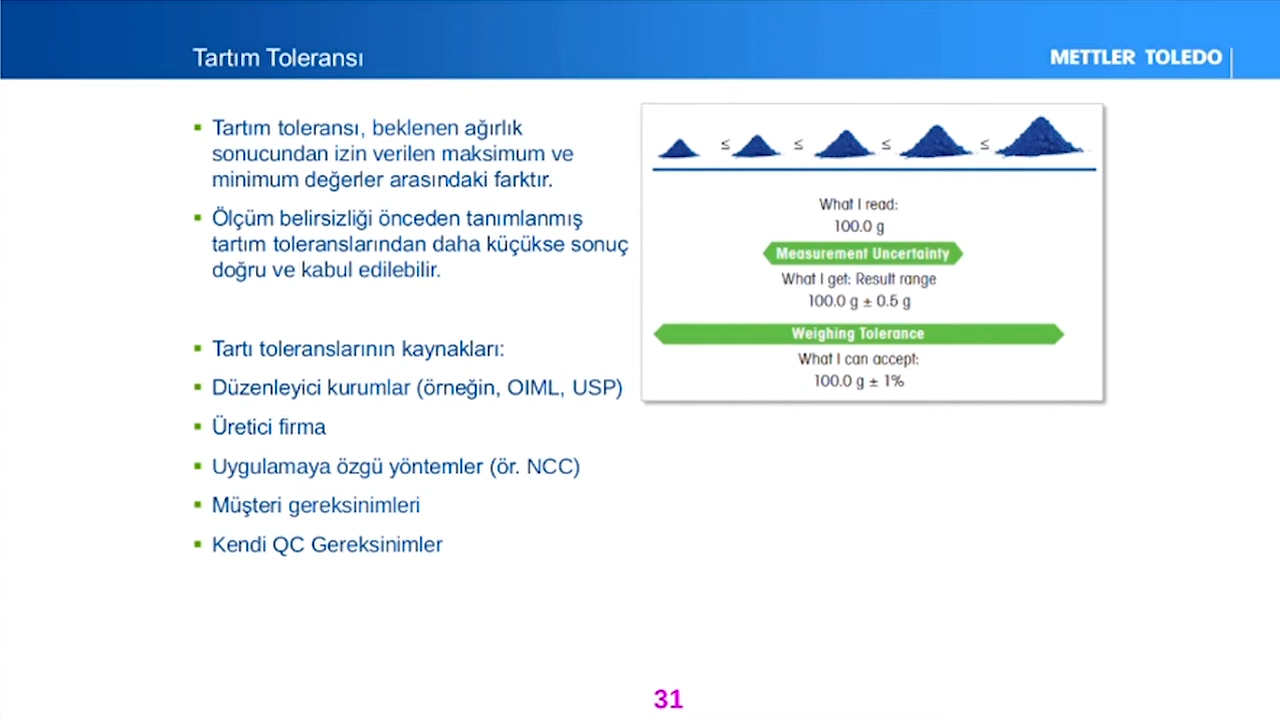 Tartım Toleransı
METTLER TOLEDO
Tartım toleransı, beklenen ağırlık
sonucundan izin verilen maksimum ve
minimum değerler arasındaki farktır.
Ölçüm belirsizliği önceden tanımlanmış
tartım toleranslarından daha küçükse sonuç
doğru ve kabul edilebilir.
Tartı toleranslarının kaynakları:
Düzenleyici kurumlar (örneğin, OIML, USP)
Üretici firma
Uygulamaya özgü yöntemler (ör. NCC)
Müşteri gereksinimleri
Kendi QC Gereksinimler
≤ ≤ ≤ ≤
What I read:
100.0 g
Measurement Uncertainty
What I get: Result range
100.0 g ± 0.5 g
Weighing Tolerance
What I can accept:
100.0 g ± 1%
31